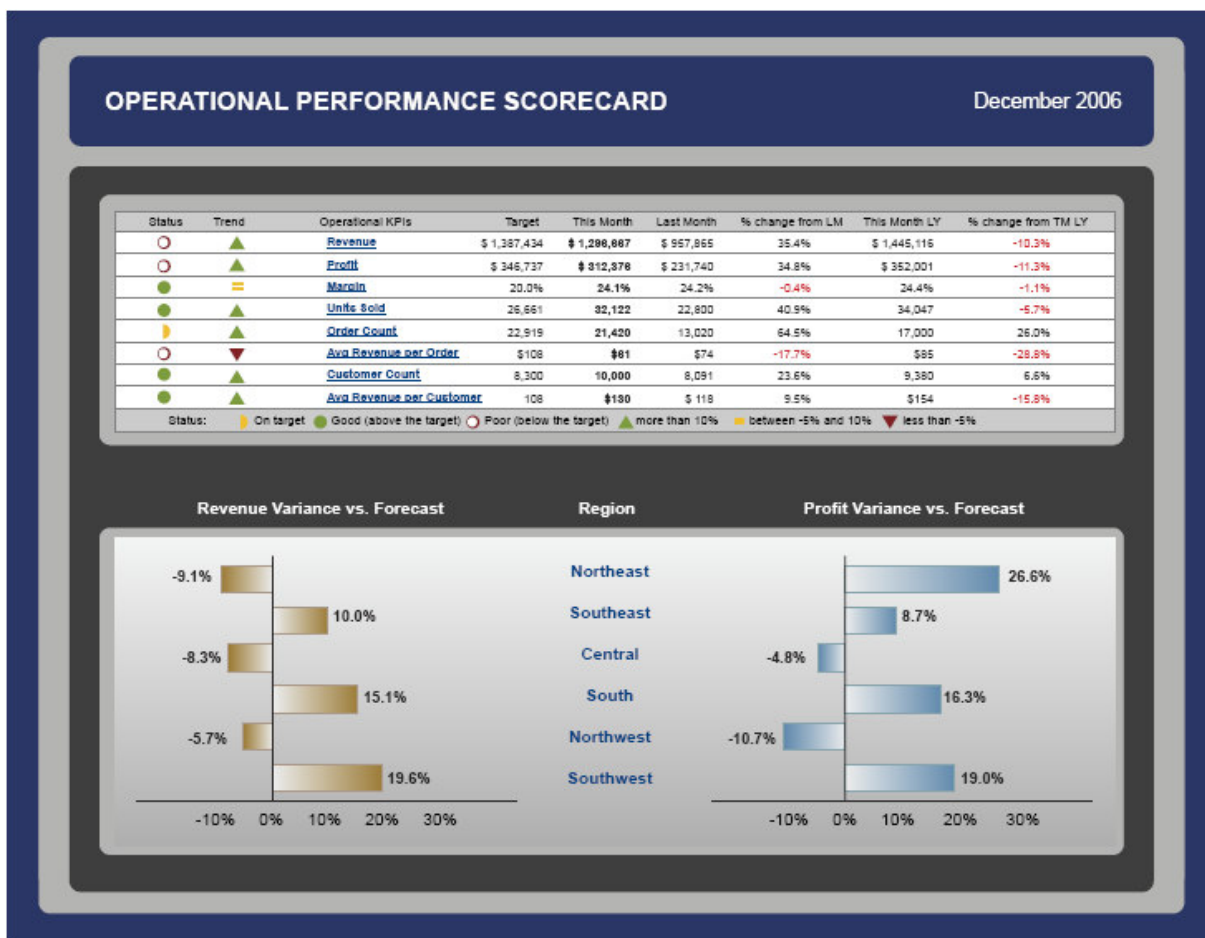 OPERATIONAL PERFORMANCE SCORECARD December 2006
Status Trend Operational KPIs Target This Month Last Month % change from LM This Month LY % change from TM LY
Revenue $ 1,387,434 $ 1,296,667 $ 957,865 35.4% $ 1,445,116 -10.3%
Profit $ 346,737 $ 312,376 $ 231,740 34.8% $ 352,001 -11.3%
Margin 20.0% 24.1% 24.2% -0.4% 24.4% -1.1%
Units Sold 26,661 32,122 22,800 40.9% 34,047 -5.7%
Order Count 22,919 21,420 13,020 64.5% 17,000 26.0%
Avg Revenue per Order $108 $61 $74 -17.7% $85 -28.8%
Customer Count 8,300 10,000 8,091 23.6% 9,380 6.6%
Avg Revenue per Customer 108 $130 $ 118 9.5% $154 -15.8%
Status: On target Good (above the target) Poor (below the target) more than 10% between -5% and 10% less than -5%
Revenue Variance vs. Forecast Region Profit Variance vs. Forecast
-9.1% Northeast 26.6%
10.0% Southeast 8.7%
-8.3% Central -4.8%
15.1% South 16.3%
-5.7% Northwest -10.7%
19.6% Southwest 19.0%
-10% 0% 10% 20% 30% -10% 0% 10% 20% 30%